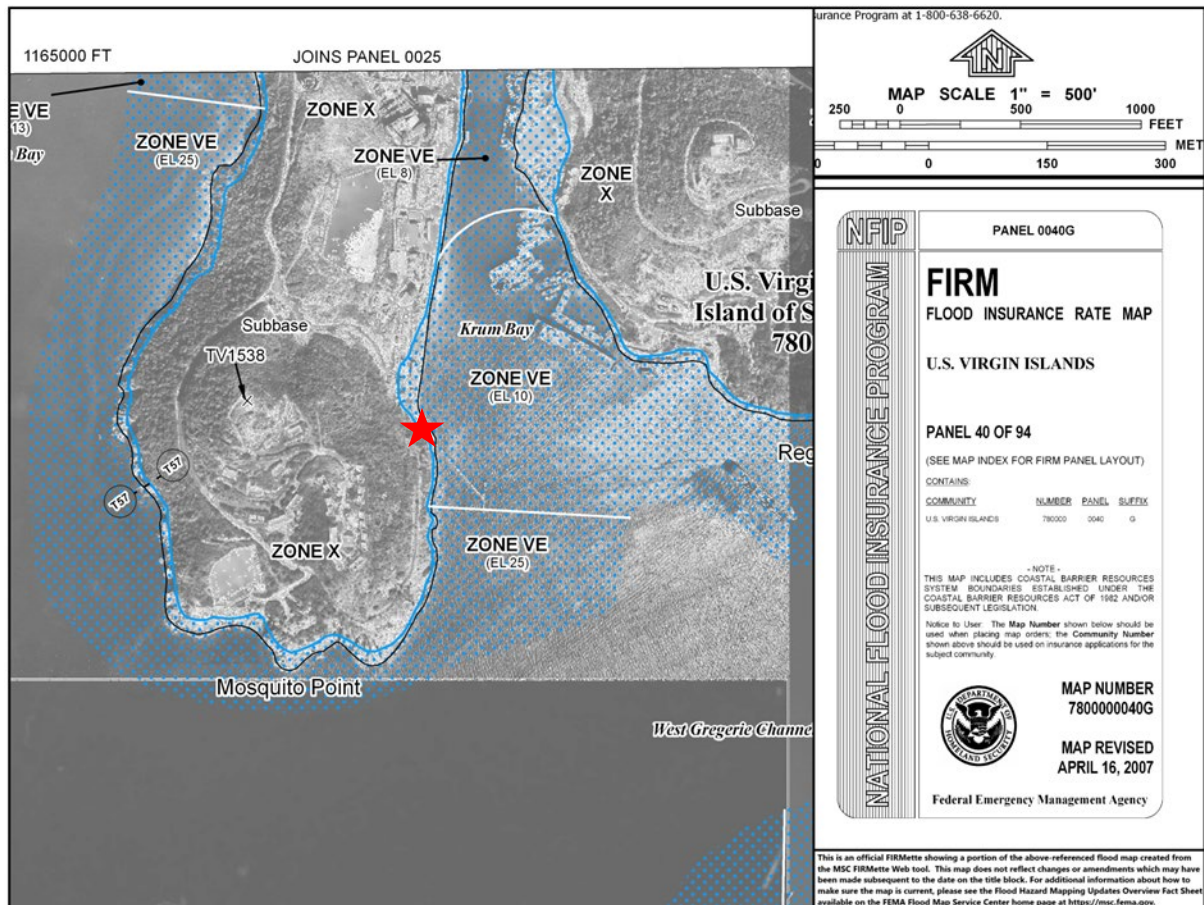 1165000 FT
JOINS PANEL 0025
ZONE VE
(EL 25)
Bay
ZONE X
ZONE VE
(EL 8)
ZONE
X
Subbase
U.S. Virgi
Island of S
780
Krum Bay
Subbase
TV1538
ZONE VE
(EL 10)
Reg
T57
T57
ZONE X
ZONE VE
(EL 25)
Mosquito Point
West Gregerie Channe
urance Program at 1-800-638-6620.
N
MAP SCALE 1" = 500'
250 0 500 1000
FEET
MET
0 0 150 300
NFIP
NATIONAL FLOOD INSURANCE PROGRAM
PANEL 0040G
FIRM
FLOOD INSURANCE RATE MAP
U.S. VIRGIN ISLANDS
PANEL 40 OF 94
(SEE MAP INDEX FOR FIRM PANEL LAYOUT)
CONTAINS:
COMMUNITY NUMBER PANEL SUFFIX
U.S. VIRGIN ISLANDS 780000 0040 G
- NOTE -
THIS MAP INCLUDES COASTAL BARRIER RESOURCES
SYSTEM BOUNDARIES ESTABLISHED UNDER THE
COASTAL BARRIER RESOURCES ACT OF 1982 AND/OR
SUBSEQUENT LEGISLATION.
Notice to User: The Map Number shown below should be
used when placing map orders; the Community Number
shown above should be used on insurance applications for the
subject community.
U.S. DEPARTMENT OF
HOMELAND SECURITY
MAP NUMBER
7800000040G
MAP REVISED
APRIL 16, 2007
Federal Emergency Management Agency
This is an official FIRMette showing a portion of the above-referenced flood map created from
the MSC FIRMette Web tool. This map does not reflect changes or amendments which may have
been made subsequent to the date on the title block. For additional information about how to
make sure the map is current, please see the Flood Hazard Mapping Updates Overview Fact Sheet
available on the FEMA Flood Map Service Center home page at https://msc.fema.gov.